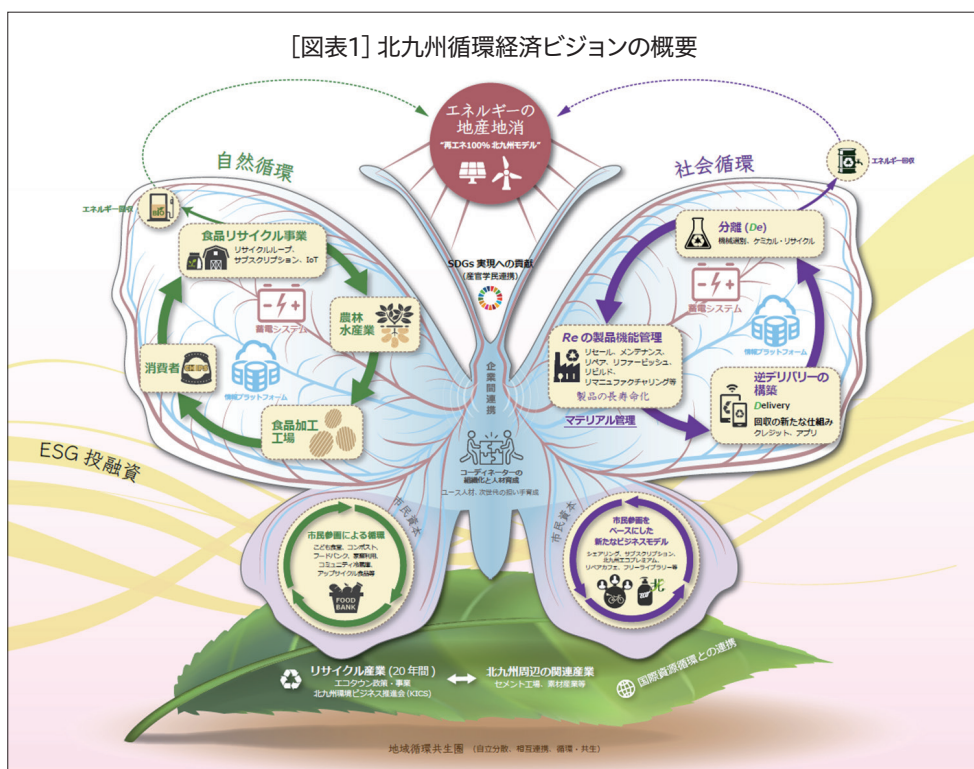 [図表1] 北九州循環経済ビジョンの概要
エネルギーの
地産地消
“再エネ100% 北九州モデル”
自然循環
社会循環
エネルギー回収
BIO
エネルギー回収
食品リサイクル事業
リサイクルループ、
サブスクリプション、IoT
蓄電システム
農林
水産業
消費者
情報プラットフォーム
食品加工
工場
SDGs 実現への貢献
(産官学民連携)
企業間連携
コーディネーターの
組織化と人材育成
ユース人材、次世代の担い手育成
分離 (De)
機械選別、ケミカル・リサイクル
蓄電システム
情報プラットフォーム
Re の製品機能管理
リセール、メンテナンス、
リペア、リファービッシュ、
リビルド、
リマニュファクチャリング等
製品の長寿命化
マテリアル管理
逆デリバリーの
構築
Delivery
回収の新たな仕組み
クレジット、アプリ
ESG 投融資
市民資本
市民参画による循環
こども食堂、コンポスト、
フードバンク、家庭利用、
コミュニティ冷蔵庫、
アップサイクル食品等
FOOD
BANK
市民資本
市民参画を
ベースにした
新たなビジネスモデル
シェアリング、サブスクリプション、
北九州エコプレミアム、
リペアカフェ、フリーライブラリー等
リサイクル産業 (20年間)
エコタウン政策・事業
北九州環境ビジネス推進会(KICS)
北九州周辺の関連産業
セメント工場、素材産業等
国際資源循環との連携
地域循環共生圏 (自立分散、相互連携、循環・共生)